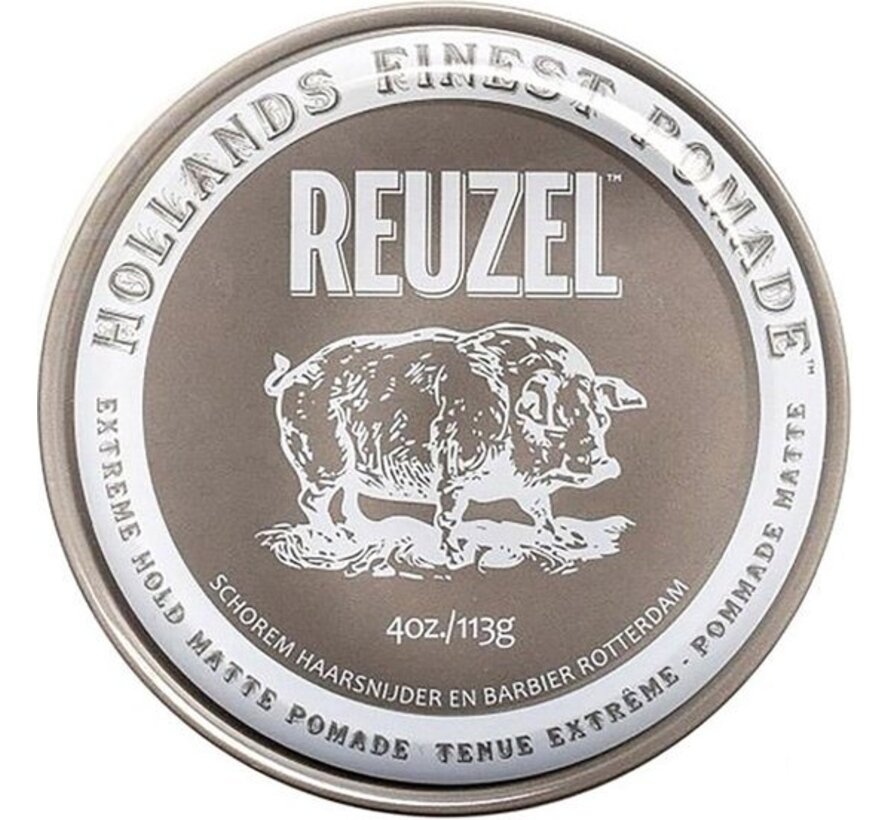 HOLLANDS FINEST POMADE™
REUZEL™
4oz./113g
SCHOREM HAARSNIJDER EN BARBIER ROTTERDAM
EXTREME HOLD MATTE POMADE TENUE EXTRÊME - POMMADE MATTE